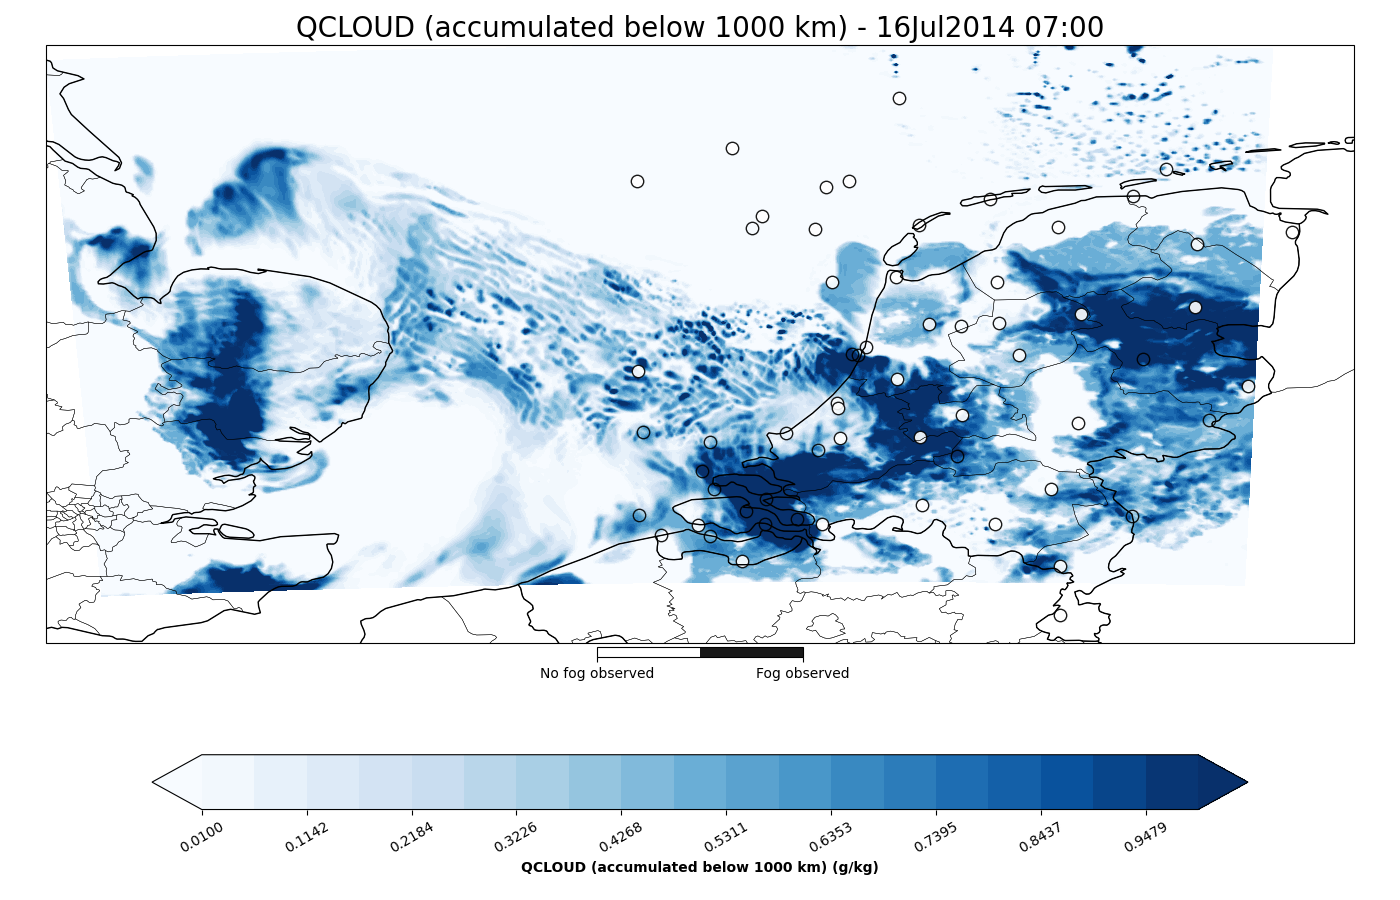 QCLOUD (accumulated below 1000 km) - 16Jul2014 07:00
No fog observed Fog observed
0.0100 0.1142 0.2184 0.3226 0.4268 0.5311 0.6353 0.7395 0.8437 0.9479
QCLOUD (accumulated below 1000 km) (g/kg)